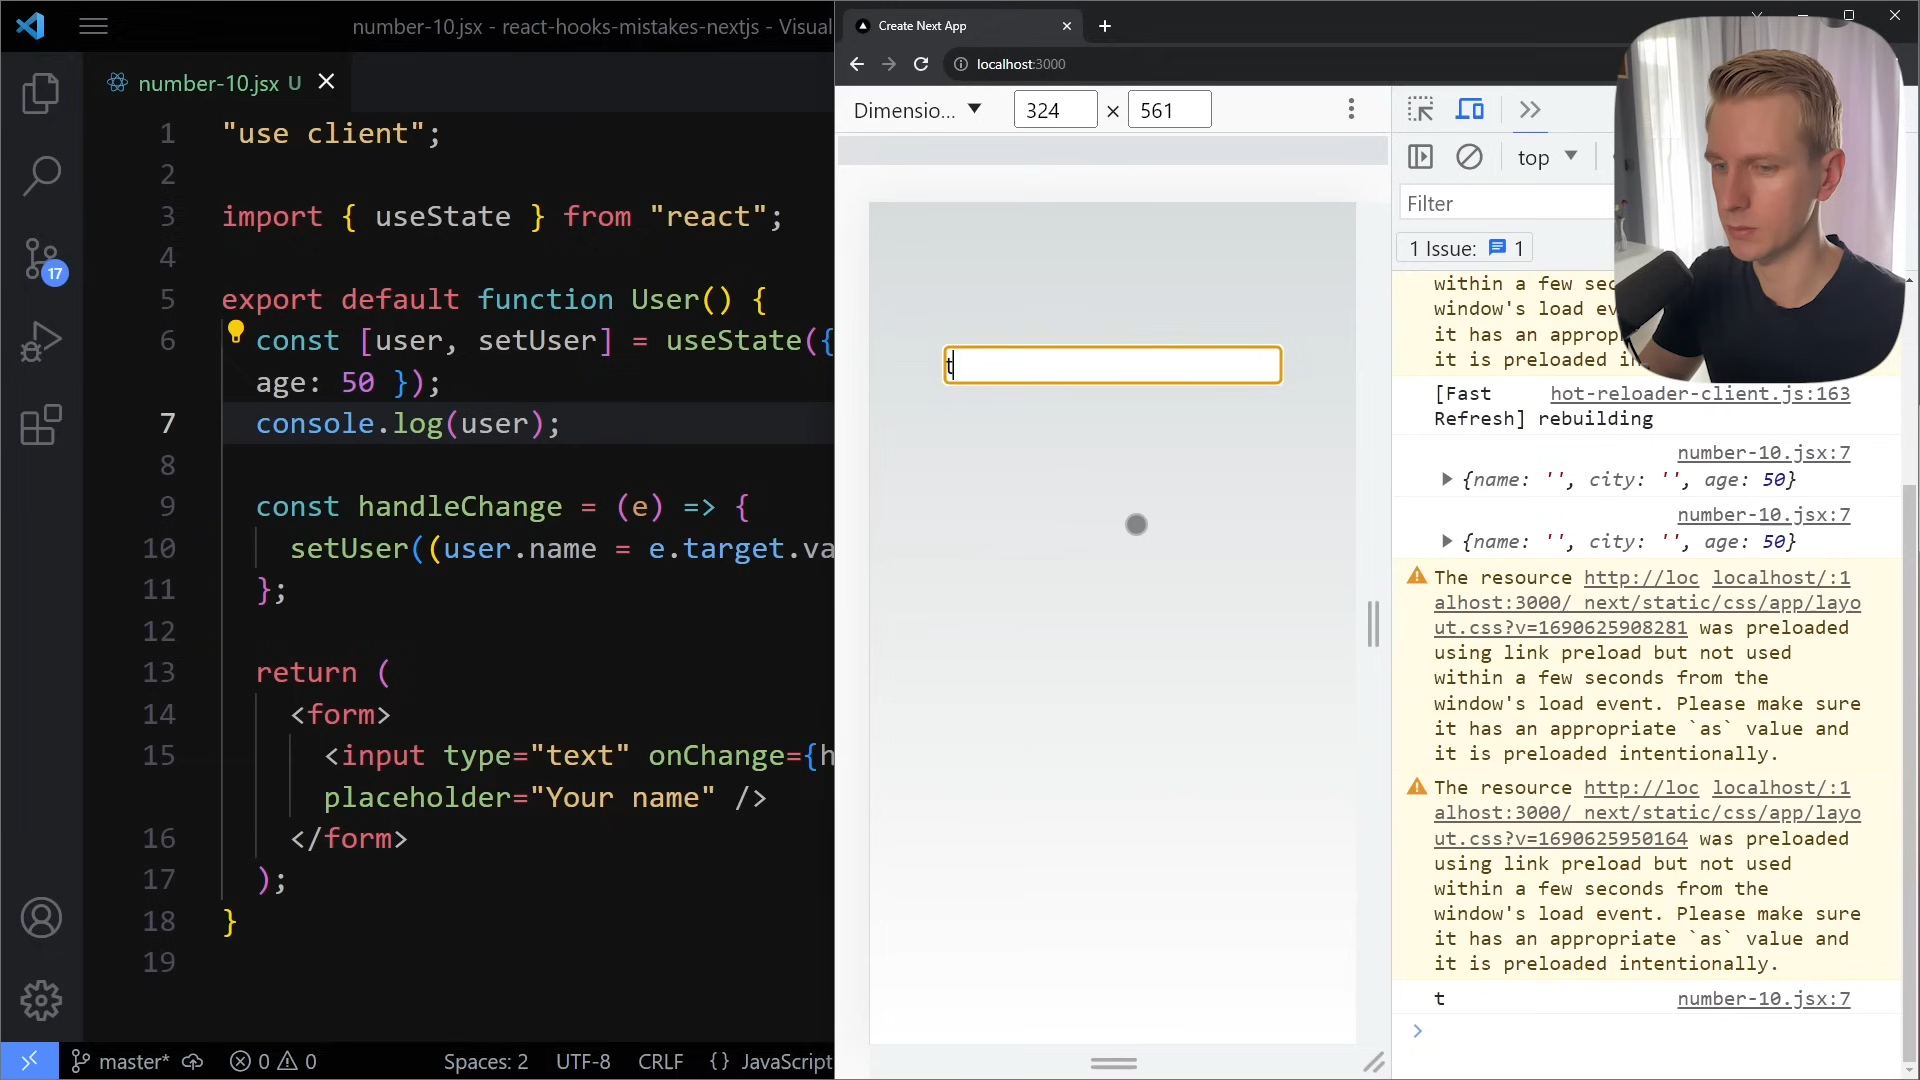 number-10.jsx - react-hooks-mistakes-nextjs - Visual
number-10.jsx U
1 "use client";
2
3 import { useState } from "react";
4
5 export default function User() {
6 const [user, setUser] = useState({
age: 50 });
7 console.log(user);
8
9 const handleChange = (e) => {
10 setUser((user.name = e.target.va
11 };
12
13 return (
14 <form>
15 <input type="text" onChange={h
placeholder="Your name" />
16 </form>
17 );
18 }
19
17
master* 0 0 Spaces: 2 UTF-8 CRLF {} JavaScript
Create Next App
localhost:3000
Dimensio... 324 × 561
t
top
Filter
1 Issue: 1
within a few sec
window's load ev
it has an approp
it is preloaded i
[Fast hot-reloader-client.js:163
Refresh] rebuilding
number-10.jsx:7
{name: '', city: '', age: 50}
number-10.jsx:7
{name: '', city: '', age: 50}
The resource http://loc localhost/:1
alhost:3000/_next/static/css/app/layo
ut.css?v=1690625908281 was preloaded
using link preload but not used
within a few seconds from the
window's load event. Please make sure
it has an appropriate `as` value and
it is preloaded intentionally.
The resource http://loc localhost/:1
alhost:3000/_next/static/css/app/layo
ut.css?v=1690625950164 was preloaded
using link preload but not used
within a few seconds from the
window's load event. Please make sure
it has an appropriate `as` value and
it is preloaded intentionally.
t number-10.jsx:7